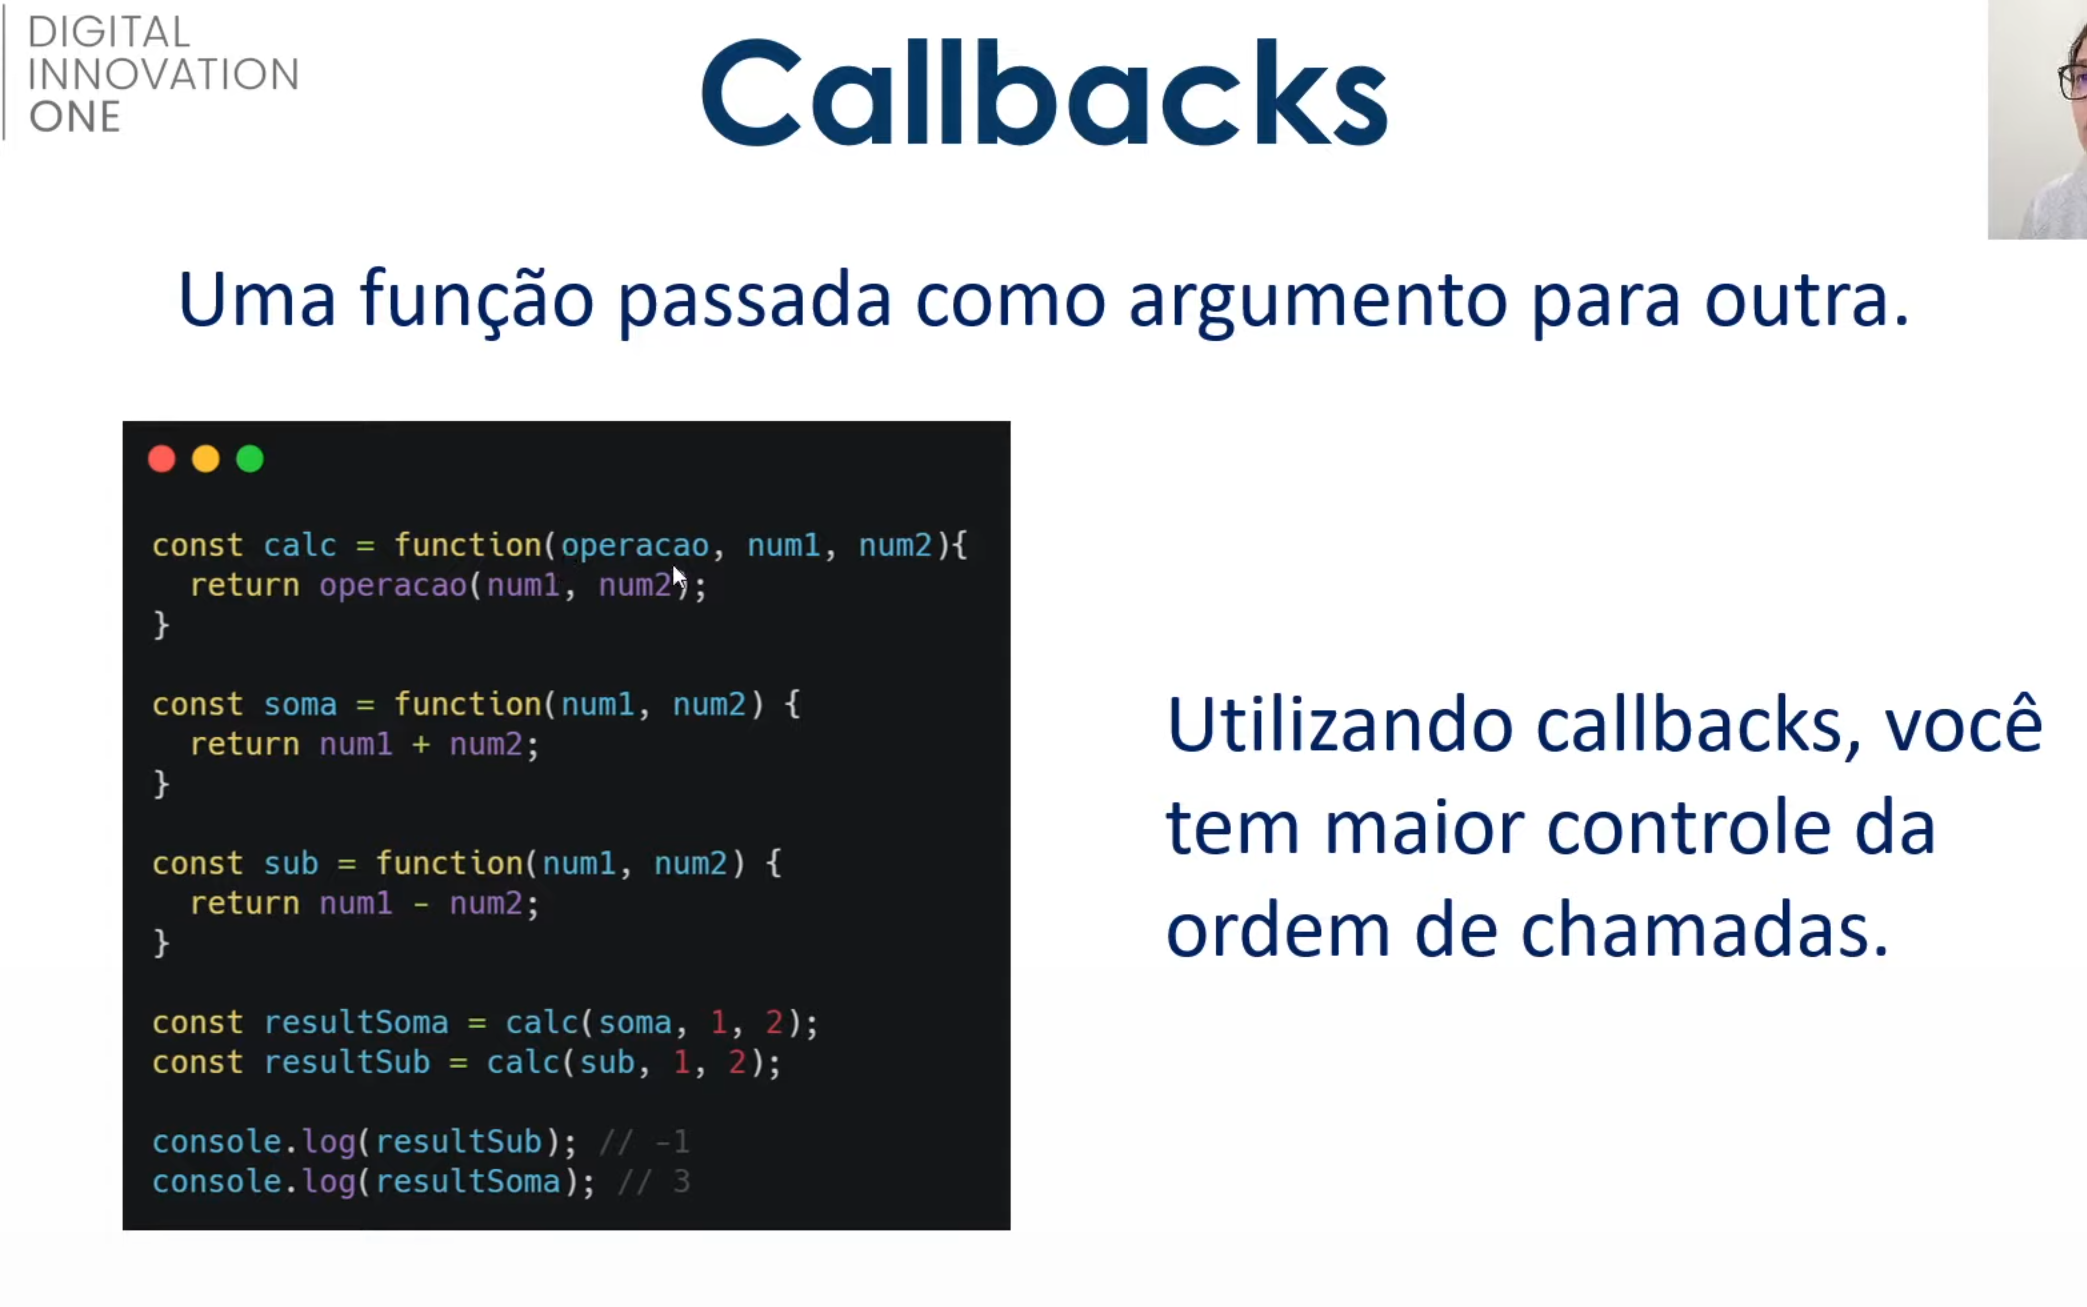 DIGITAL
INNOVATION
ONE
Callbacks
Uma função passada como argumento para outra.
const calc = function(operacao, num1, num2){
  return operacao(num1, num2);
}
const soma = function(num1, num2) {
  return num1 + num2;
}
const sub = function(num1, num2) {
  return num1 - num2;
}
const resultSoma = calc(soma, 1, 2);
const resultSub = calc(sub, 1, 2);
console.log(resultSub); // -1
console.log(resultSoma); // 3
Utilizando callbacks, você
tem maior controle da
ordem de chamadas.